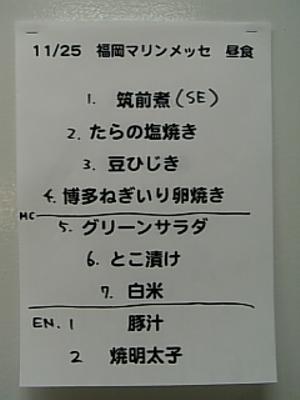 11/25 福岡マリンメッセ 昼食
1. 筑前煮(SE)
2. たらの塩焼き
3. 豆ひじき
4. 博多ねぎいり卵焼き
MC
5. グリーンサラダ
6. とこ漬け
7. 白米
EN. 1 豚汁
2 焼明太子